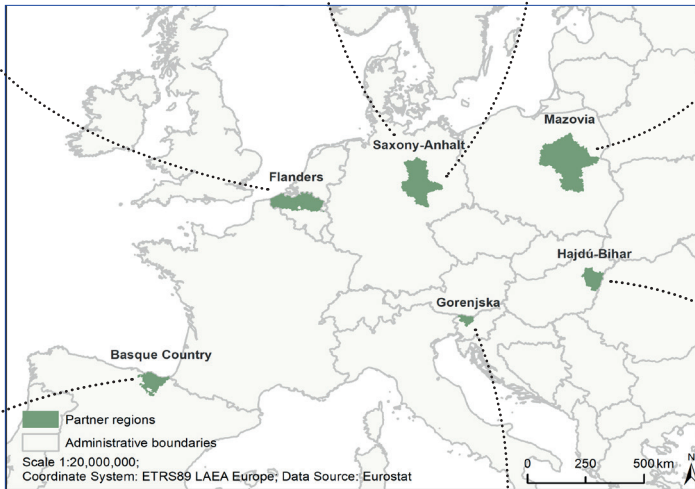 Mazovia
Saxony-Anhalt
Flanders
Hajdú-Bihar
Gorenjska
Basque Country
Partner regions
Administrative boundaries
Scale 1:20,000,000;
Coordinate System: ETRS89 LAEA Europe; Data Source: Eurostat
0 250 500 km
N